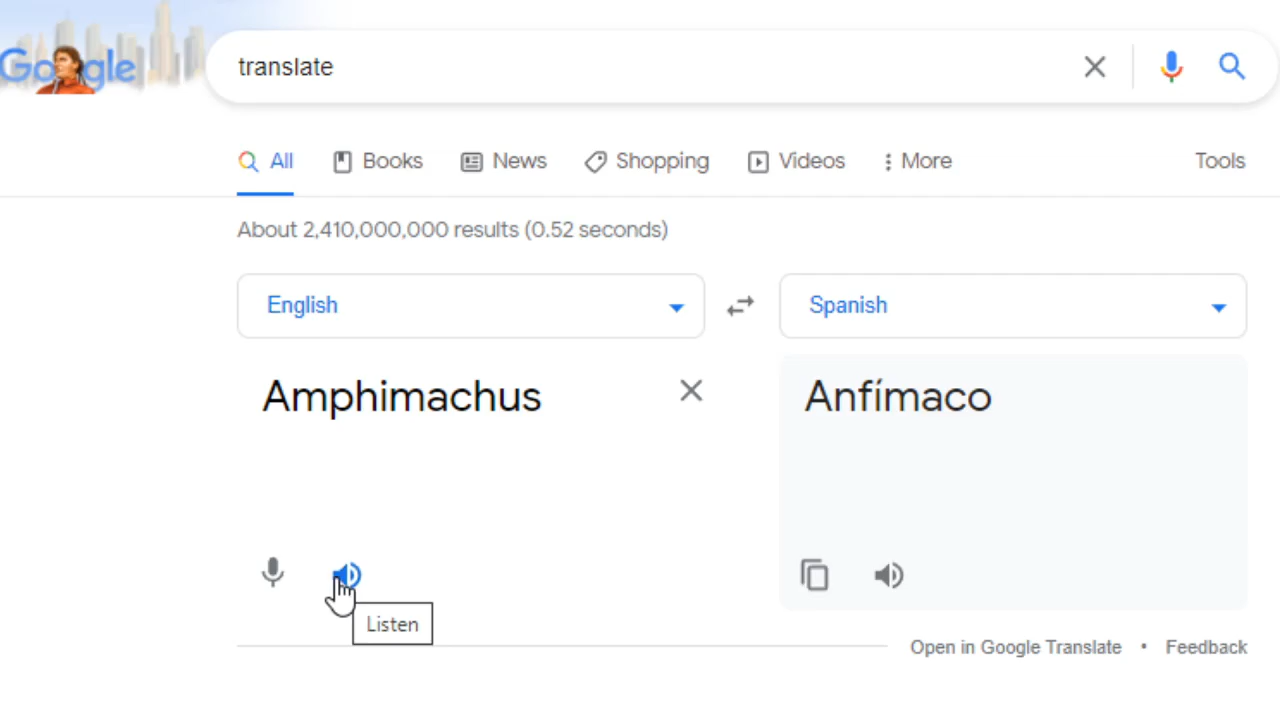 Google
translate
All Books News Shopping Videos More Tools
About 2,410,000,000 results (0.52 seconds)
English Spanish
Amphimachus Anfímaco
Listen
Open in Google Translate • Feedback